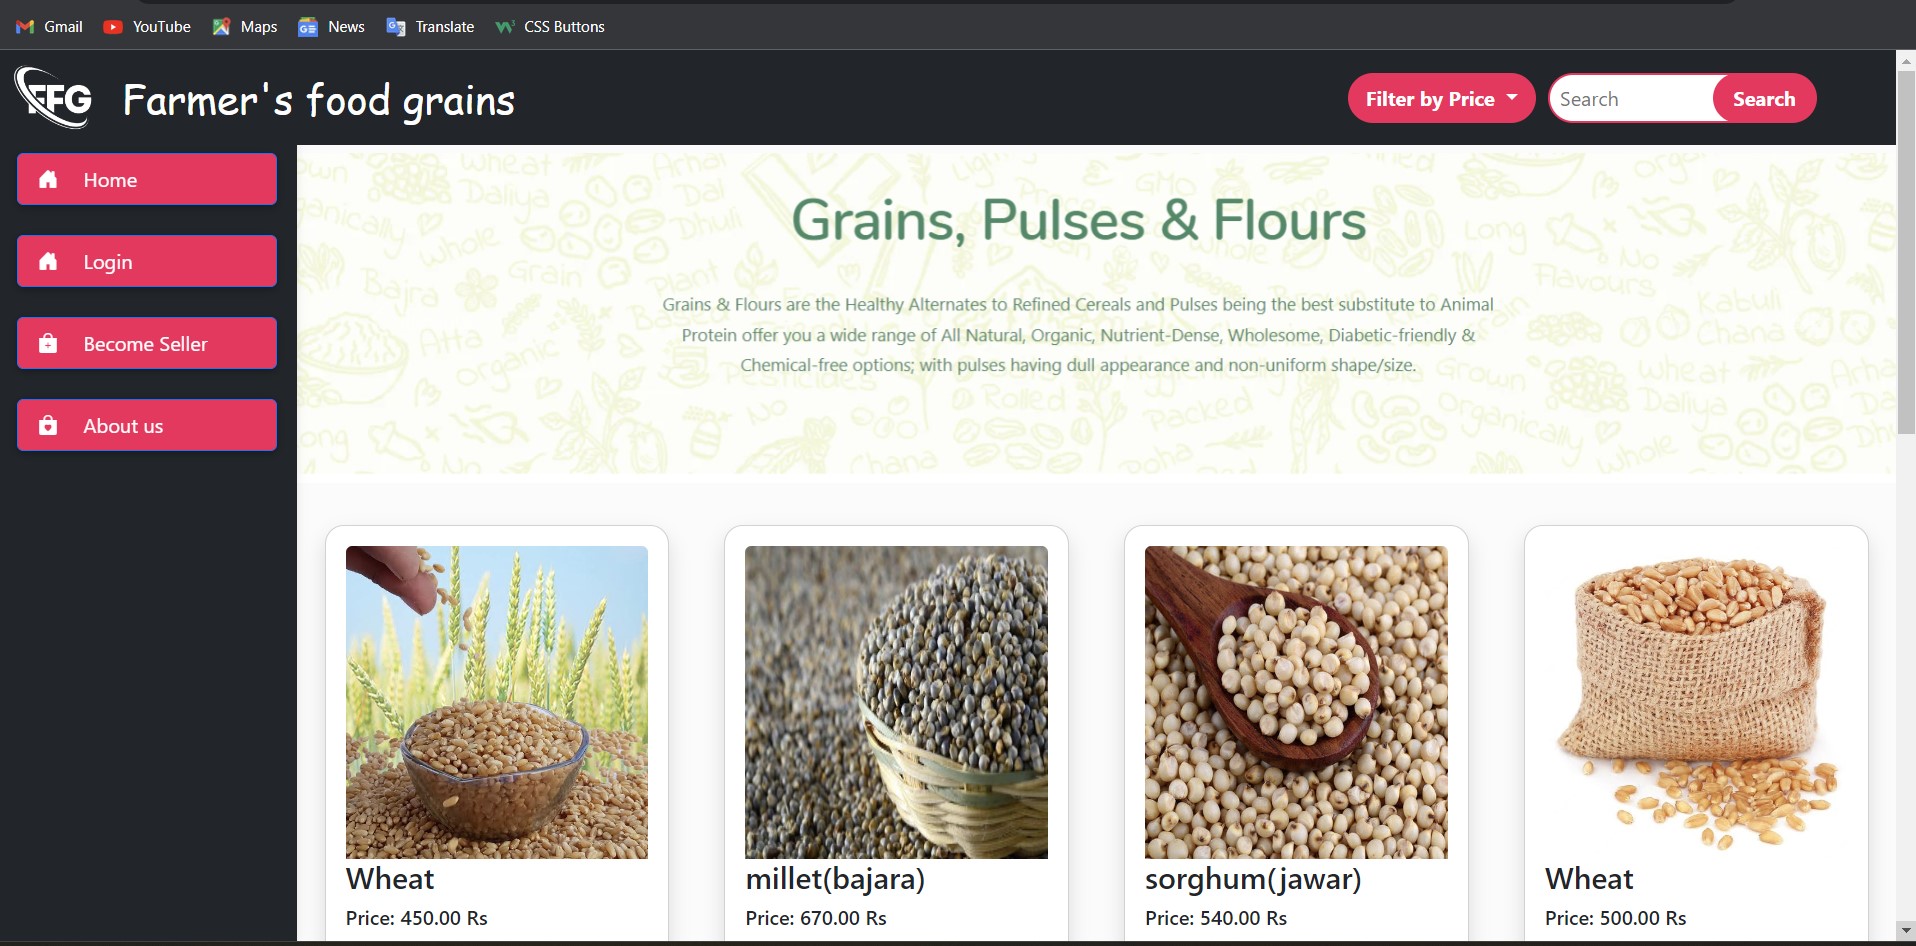 Gmail YouTube Maps News Translate CSS Buttons
FFG Farmer's food grains Filter by Price Search Search
Home
Login
Become Seller
About us
Grains, Pulses & Flours
Grains & Flours are the Healthy Alternates to Refined Cereals and Pulses being the best substitute to Animal
Protein offer you a wide range of All Natural, Organic, Nutrient-Dense, Wholesome, Diabetic-friendly &
Chemical-free options; with pulses having dull appearance and non-uniform shape/size.
Wheat millet(bajara) sorghum(jawar) Wheat
Price: 450.00 Rs Price: 670.00 Rs Price: 540.00 Rs Price: 500.00 Rs